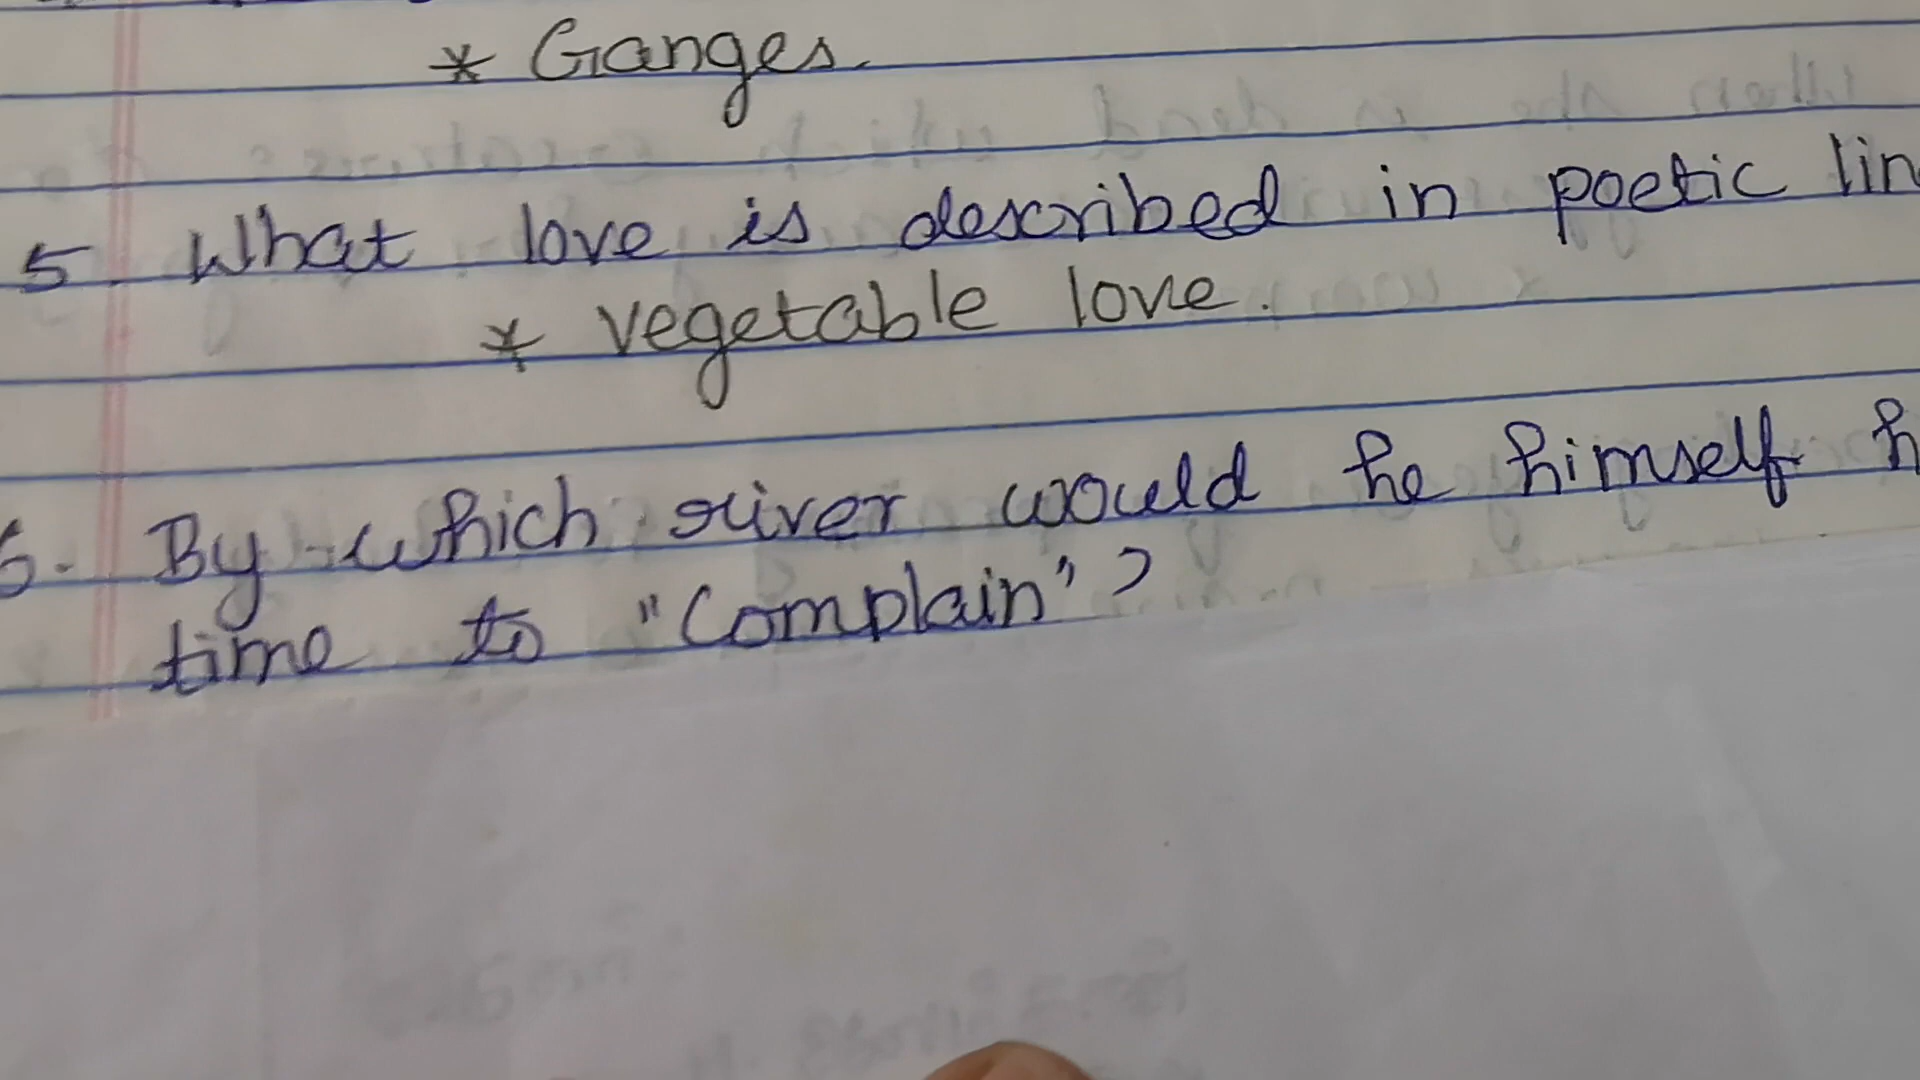 * Ganges.
5. What love is described in poetic
* vegetable love.
6. By which river would he himself
time to "Complain"?